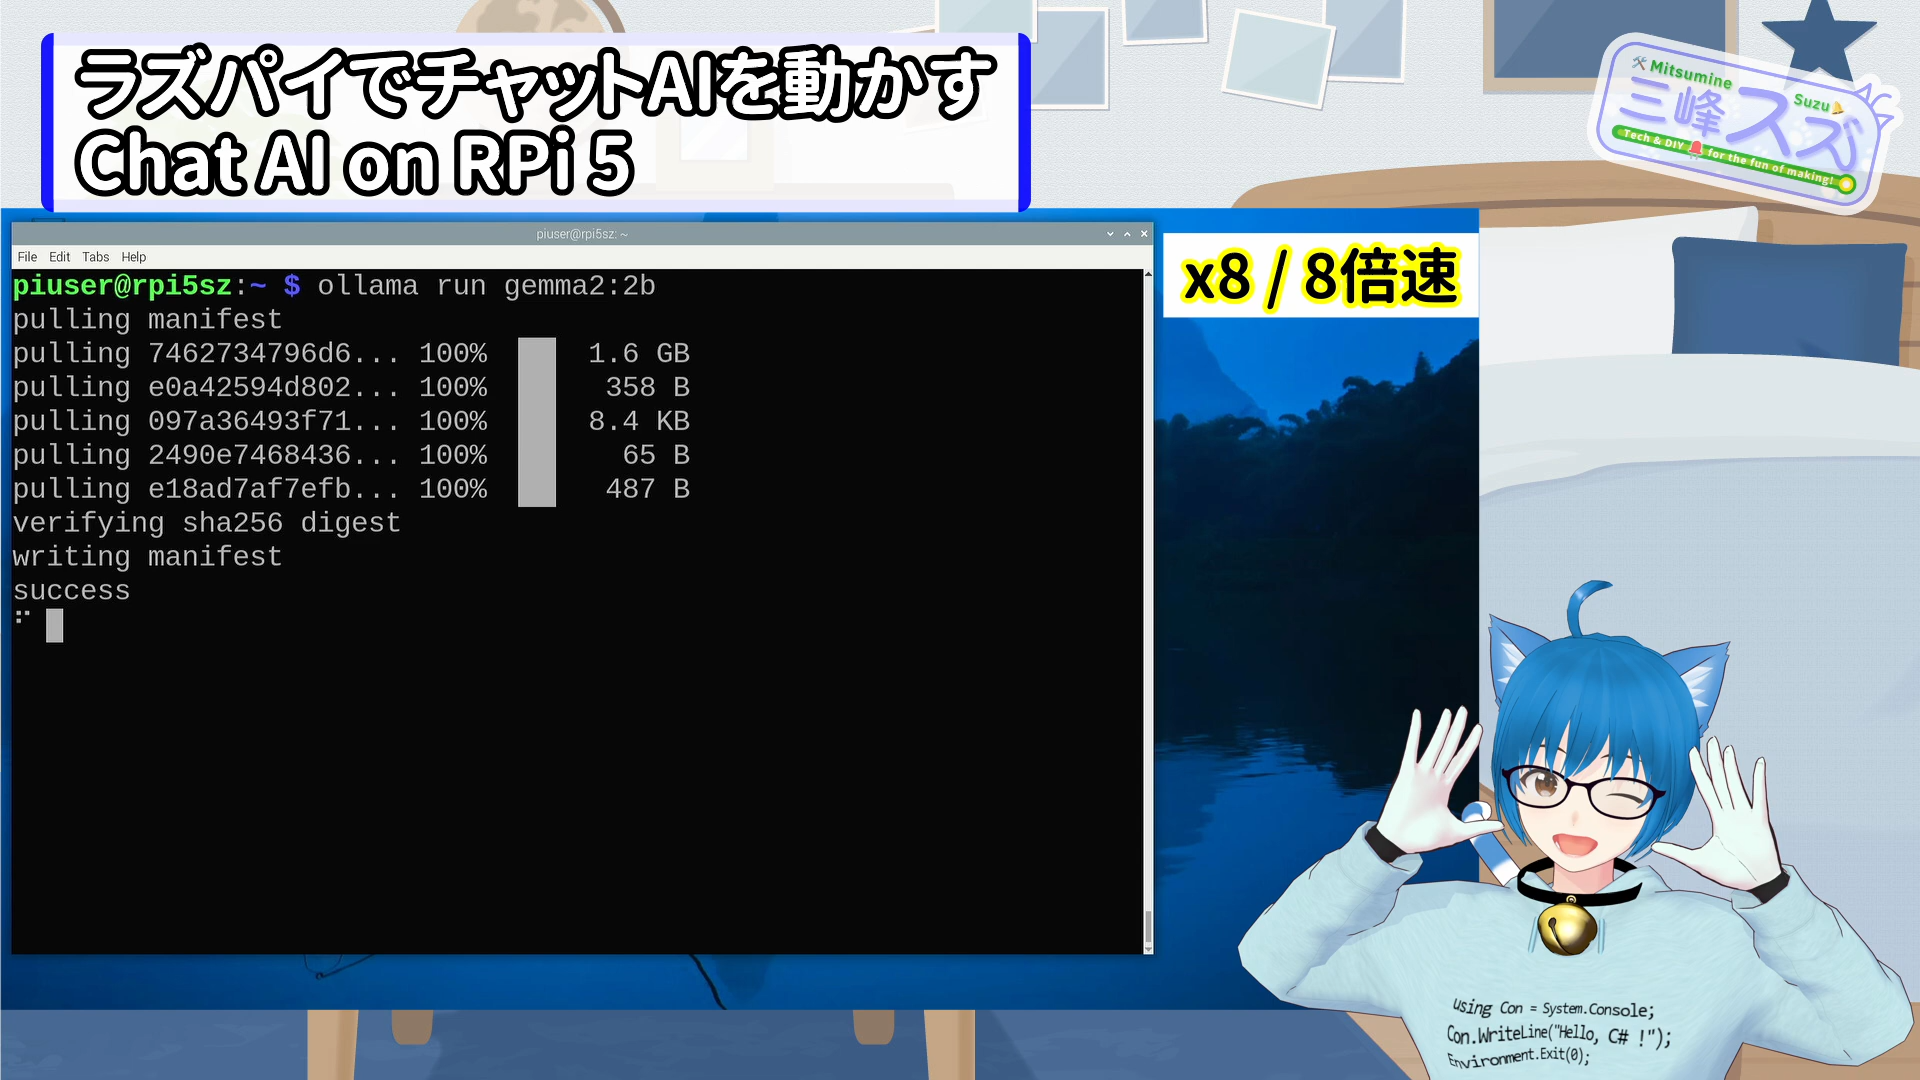 ラズパイでチャットAIを動かす
Chat AI on RPi 5
Mitsumine
三峰スズ
Suzu
Tech & DIY for the fun of making!
piuser@rpi5sz: ~
File Edit Tabs Help
piuser@rpi5sz:~ $ ollama run gemma2:2b
pulling manifest
pulling 7462734796d6... 100% 1.6 GB
pulling e0a42594d802... 100% 358 B
pulling 097a36493f71... 100% 8.4 KB
pulling 2490e7468436... 100% 65 B
pulling e18ad7af7efb... 100% 487 B
verifying sha256 digest
writing manifest
success
x8 / 8倍速
using Con = System.Console;
Con.WriteLine("Hello, C# !");
Environment.Exit(0);